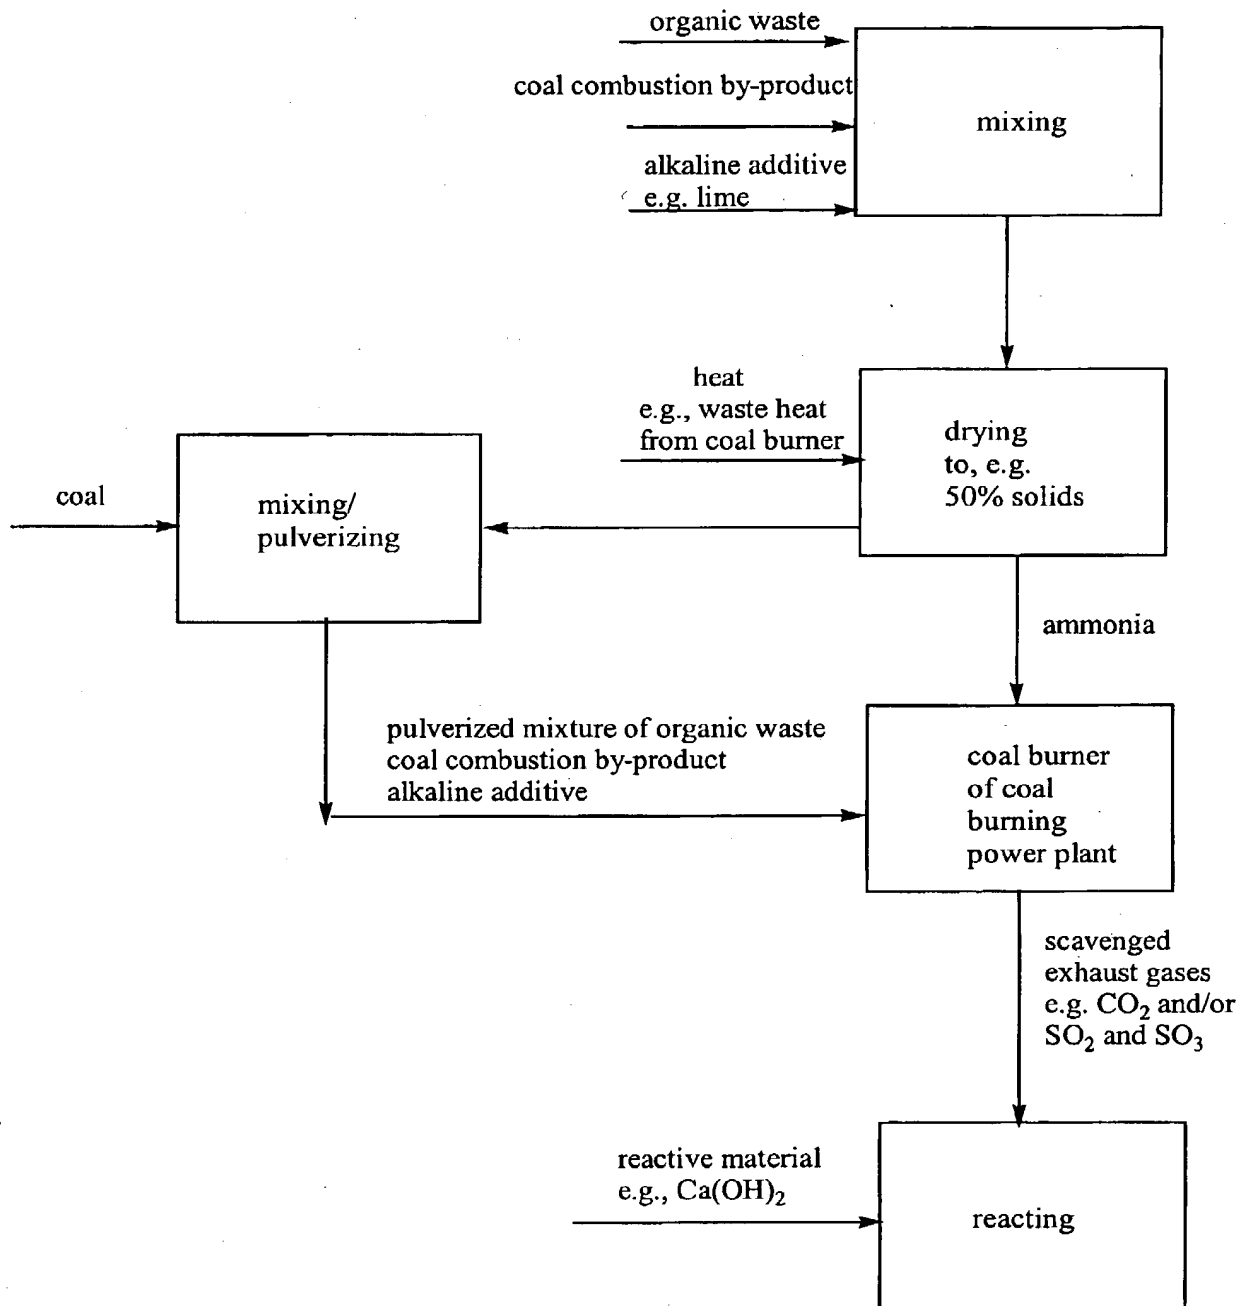 organic waste
coal combustion by-product
mixing
alkaline additive
e.g. lime
heat
e.g., waste heat
from coal burner
drying
to, e.g.
50% solids
coal
mixing/
pulverizing
ammonia
pulverized mixture of organic waste
coal combustion by-product
alkaline additive
coal burner
of coal
burning
power plant
scavenged
exhaust gases
e.g. CO₂ and/or
SO₂ and SO₃
reactive material
e.g., Ca(OH)₂
reacting